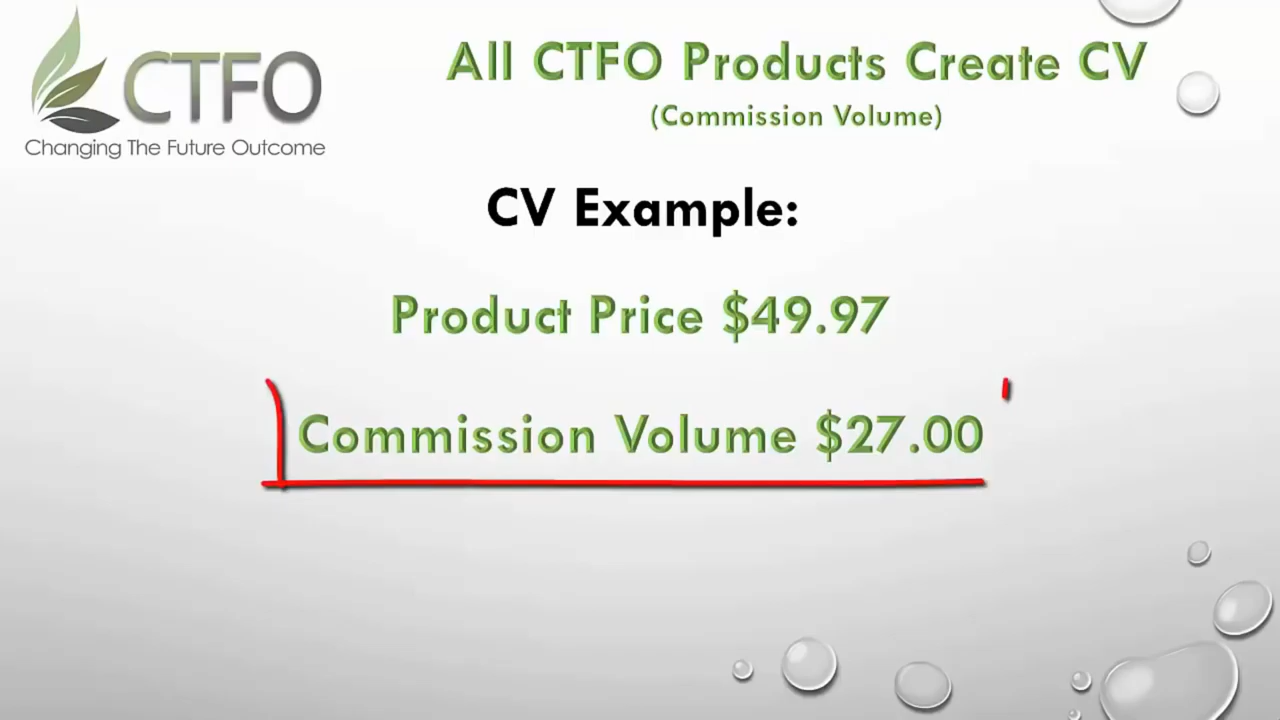 CTFO
Changing The Future Outcome
All CTFO Products Create CV
(Commission Volume)
CV Example:
Product Price $49.97
Commission Volume $27.00